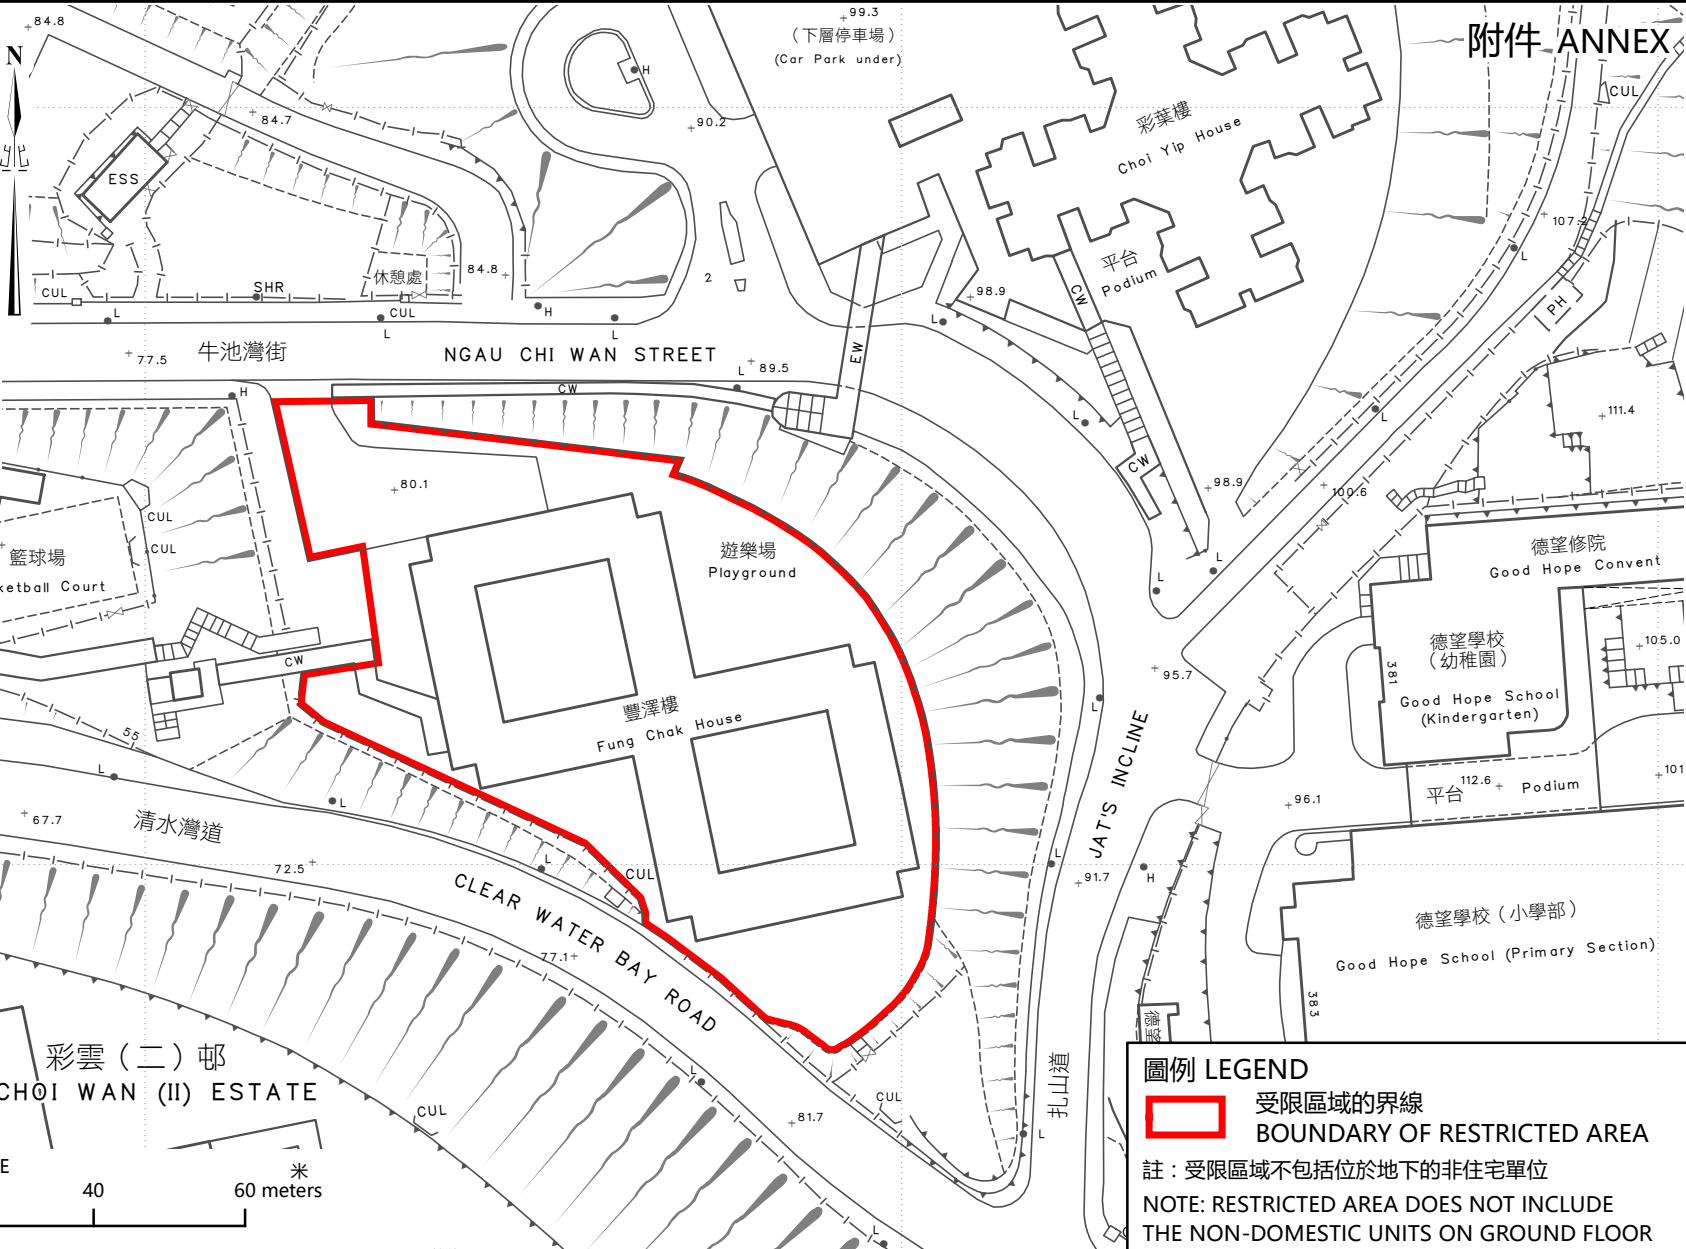 附件 ANNEX
84.8
99.3
（下層停車場）
(Car Park under)
N
H
CUL
84.7
90.2
彩葉樓
Choi Yip House
ESS
107.2
L
休憩處
84.8
平台
Podium
CW
98.9
PH
CUL
SHR
CUL
2
L
L
H
L
L
77.5
牛池灣街
NGAU CHI WAN STREET
L
89.5
EW
H
CW
L
L
111.4
CW
98.9
100.6
80.1
CUL
CUL
籃球場
ketball Court
遊樂場
Playground
L
L
德望修院
Good Hope Convent
德望學校
（幼稚園）
105.0
381
Good Hope School
(Kindergarten)
CW
95.7
豐澤樓
Fung Chak House
L
55
L
L
JAT'S INCLINE
96.1
平台
112.6
Podium
101
67.7
清水灣道
72.5
L
CUL
CLEAR WATER BAY ROAD
77.1
L
91.7
H
德望學校（小學部）
Good Hope School (Primary Section)
383
德望
彩雲（二）邨
CHOI WAN (II) ESTATE
L
CUL
CUL
81.7
扎山道
L
L
E
米
40
60 meters
圖例 LEGEND
受限區域的界線
BOUNDARY OF RESTRICTED AREA
註：受限區域不包括位於地下的非住宅單位
NOTE: RESTRICTED AREA DOES NOT INCLUDE
THE NON-DOMESTIC UNITS ON GROUND FLOOR